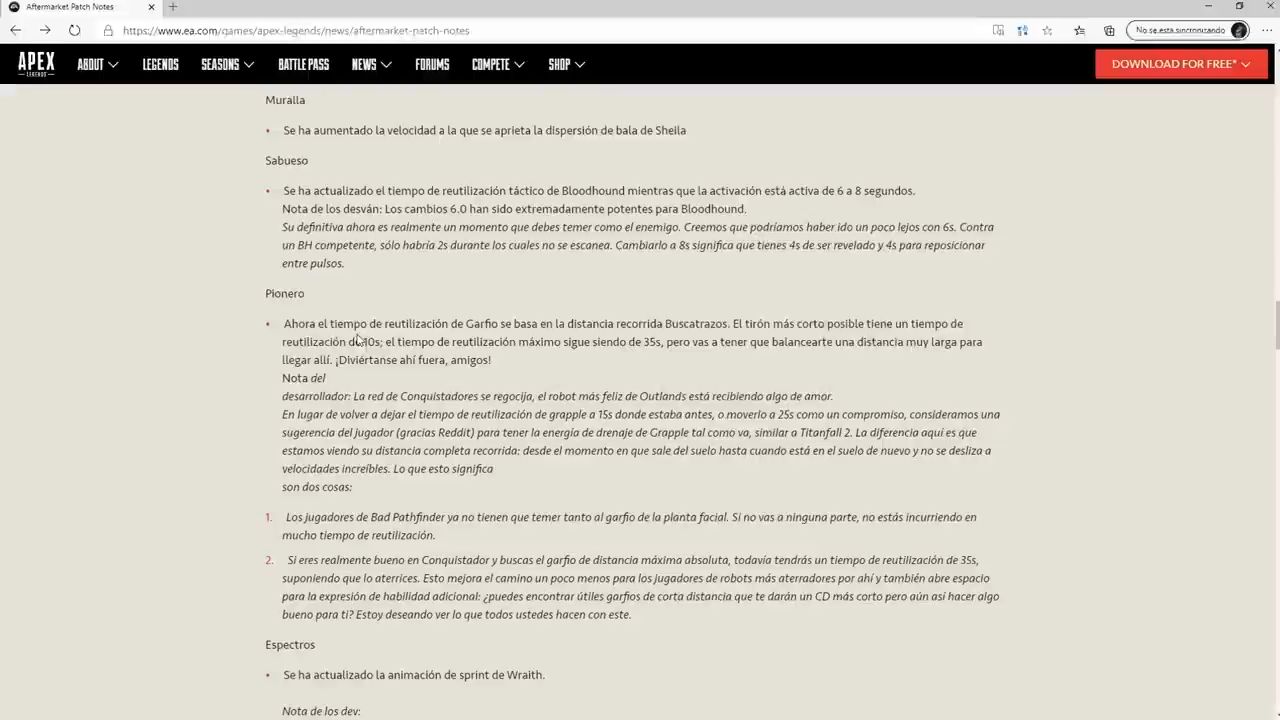 Aftermarket Patch Notes
https://www.ea.com/games/apex-legends/news/aftermarket-patch-notes
No se está sincronizando
APEX
LEGENDS
ABOUT
LEGENDS
SEASONS
BATTLE PASS
NEWS
FORUMS
COMPETE
SHOP
DOWNLOAD FOR FREE*
Muralla
• Se ha aumentado la velocidad a la que se aprieta la dispersión de bala de Sheila
Sabueso
• Se ha actualizado el tiempo de reutilización táctico de Bloodhound mientras que la activación está activa de 6 a 8 segundos.
Nota de los desván: Los cambios 6.0 han sido extremadamente potentes para Bloodhound.
Su definitiva ahora es realmente un momento que debes temer como el enemigo. Creemos que podríamos haber ido un poco lejos con 6s. Contra
un BH competente, sólo habría 2s durante los cuales no se escanea. Cambiarlo a 8s significa que tienes 4s de ser revelado y 4s para reposicionar
entre pulsos.
Pionero
• Ahora el tiempo de reutilización de Garfio se basa en la distancia recorrida Buscatrazos. El tirón más corto posible tiene un tiempo de
reutilización de 10s; el tiempo de reutilización máximo sigue siendo de 35s, pero vas a tener que balancearte una distancia muy larga para
llegar allí. ¡Diviértanse ahí fuera, amigos!
Nota del
desarrollador: La red de Conquistadores se regocija, el robot más feliz de Outlands está recibiendo algo de amor.
En lugar de volver a dejar el tiempo de reutilización de grapple a 15s donde estaba antes, o moverlo a 25s como un compromiso, consideramos una
sugerencia del jugador (gracias Reddit) para tener la energía de drenaje de Grapple tal como va, similar a Titanfall 2. La diferencia aquí es que
estamos viendo su distancia completa recorrida: desde el momento en que sale del suelo hasta cuando está en el suelo de nuevo y no se desliza a
velocidades increíbles. Lo que esto significa
son dos cosas:
1. Los jugadores de Bad Pathfinder ya no tienen que temer tanto al garfio de la planta facial. Si no vas a ninguna parte, no estás incurriendo en
mucho tiempo de reutilización.
2. Si eres realmente bueno en Conquistador y buscas el garfio de distancia máxima absoluta, todavía tendrás un tiempo de reutilización de 35s,
suponiendo que lo aterrices. Esto mejora el camino un poco menos para los jugadores de robots más aterradores por ahí y también abre espacio
para la expresión de habilidad adicional: ¿puedes encontrar útiles garfios de corta distancia que te darán un CD más corto pero aún así hacer algo
bueno para ti? Estoy deseando ver lo que todos ustedes hacen con este.
Espectros
• Se ha actualizado la animación de sprint de Wraith.
Nota de los dev: